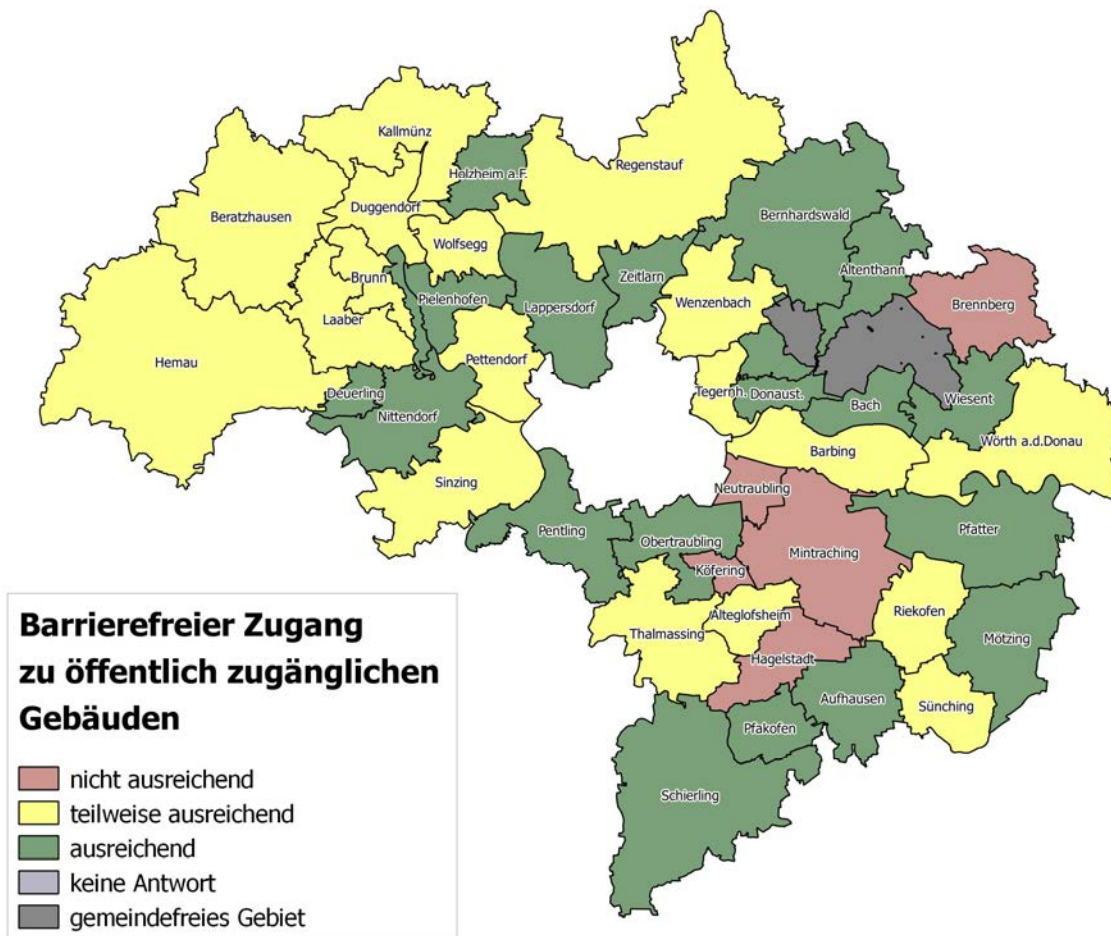 Kallmünz
Holzheim a.F.
Regenstauf
Beratzhausen
Duggendorf
Bernhardswald
Wolfsegg
Altenthann
Brunn
Zeitlarn
Pielenhofen
Lappersdorf
Wenzenbach
Brennberg
Laaber
Hemau
Pettendorf
Deuerling
Tegernh.
Donaust.
Wiesent
Bach
Nittendorf
Wörth a.d.Donau
Barbing
Sinzing
Neutraubling
Pentling
Obertraubling
Mintraching
Pfatter
Köfering
Riekofen
Alteglofsheim
Thalmassing
Mötzing
Hagelstadt
Aufhausen
Sünching
Pfakofen
Schierling
Barrierefreier Zugang
zu öffentlich zugänglichen
Gebäuden
nicht ausreichend
teilweise ausreichend
ausreichend
keine Antwort
gemeindefreies Gebiet